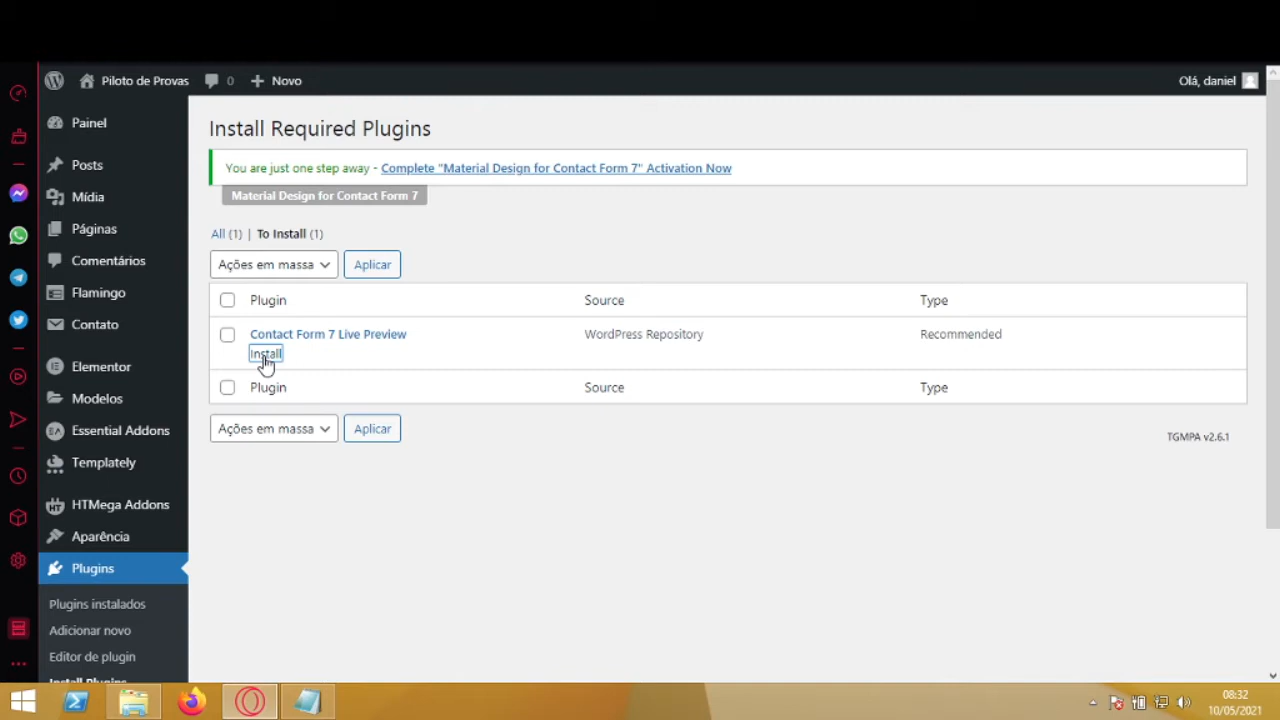 Piloto de Provas
0
Novo
Olá, daniel
Painel
Posts
Mídia
Páginas
Comentários
Flamingo
Contato
Elementor
Modelos
Essential Addons
Templately
HTMega Addons
Aparência
Plugins
Plugins instalados
Adicionar novo
Editor de plugin
Install Plugins
Install Required Plugins
You are just one step away - Complete "Material Design for Contact Form 7" Activation Now
Material Design for Contact Form 7
All (1) | To Install (1)
Ações em massa
Aplicar
Plugin Source Type
Contact Form 7 Live Preview WordPress Repository Recommended
Install
Plugin Source Type
Ações em massa
Aplicar
TGMPA v2.6.1
08:32
10/05/2021